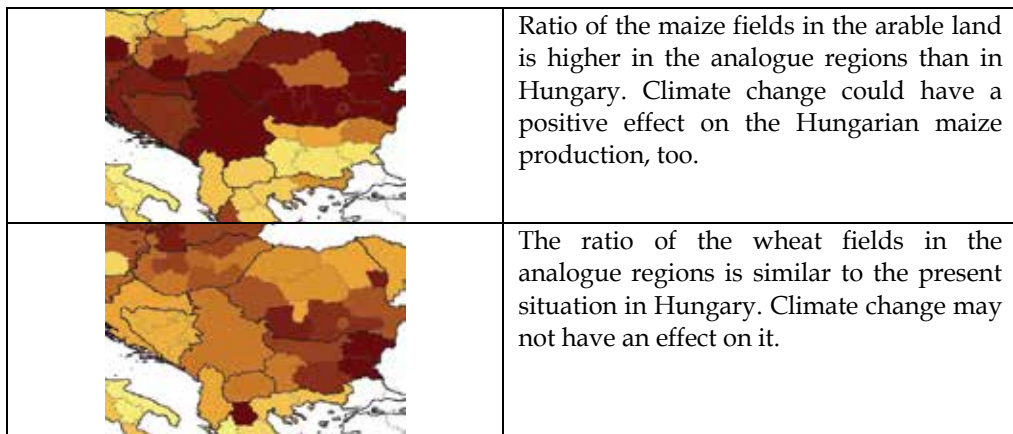 Ratio of the maize fields in the arable land
is higher in the analogue regions than in
Hungary. Climate change could have a
positive effect on the Hungarian maize
production, too.
The ratio of the wheat fields in the
analogue regions is similar to the present
situation in Hungary. Climate change may
not have an effect on it.